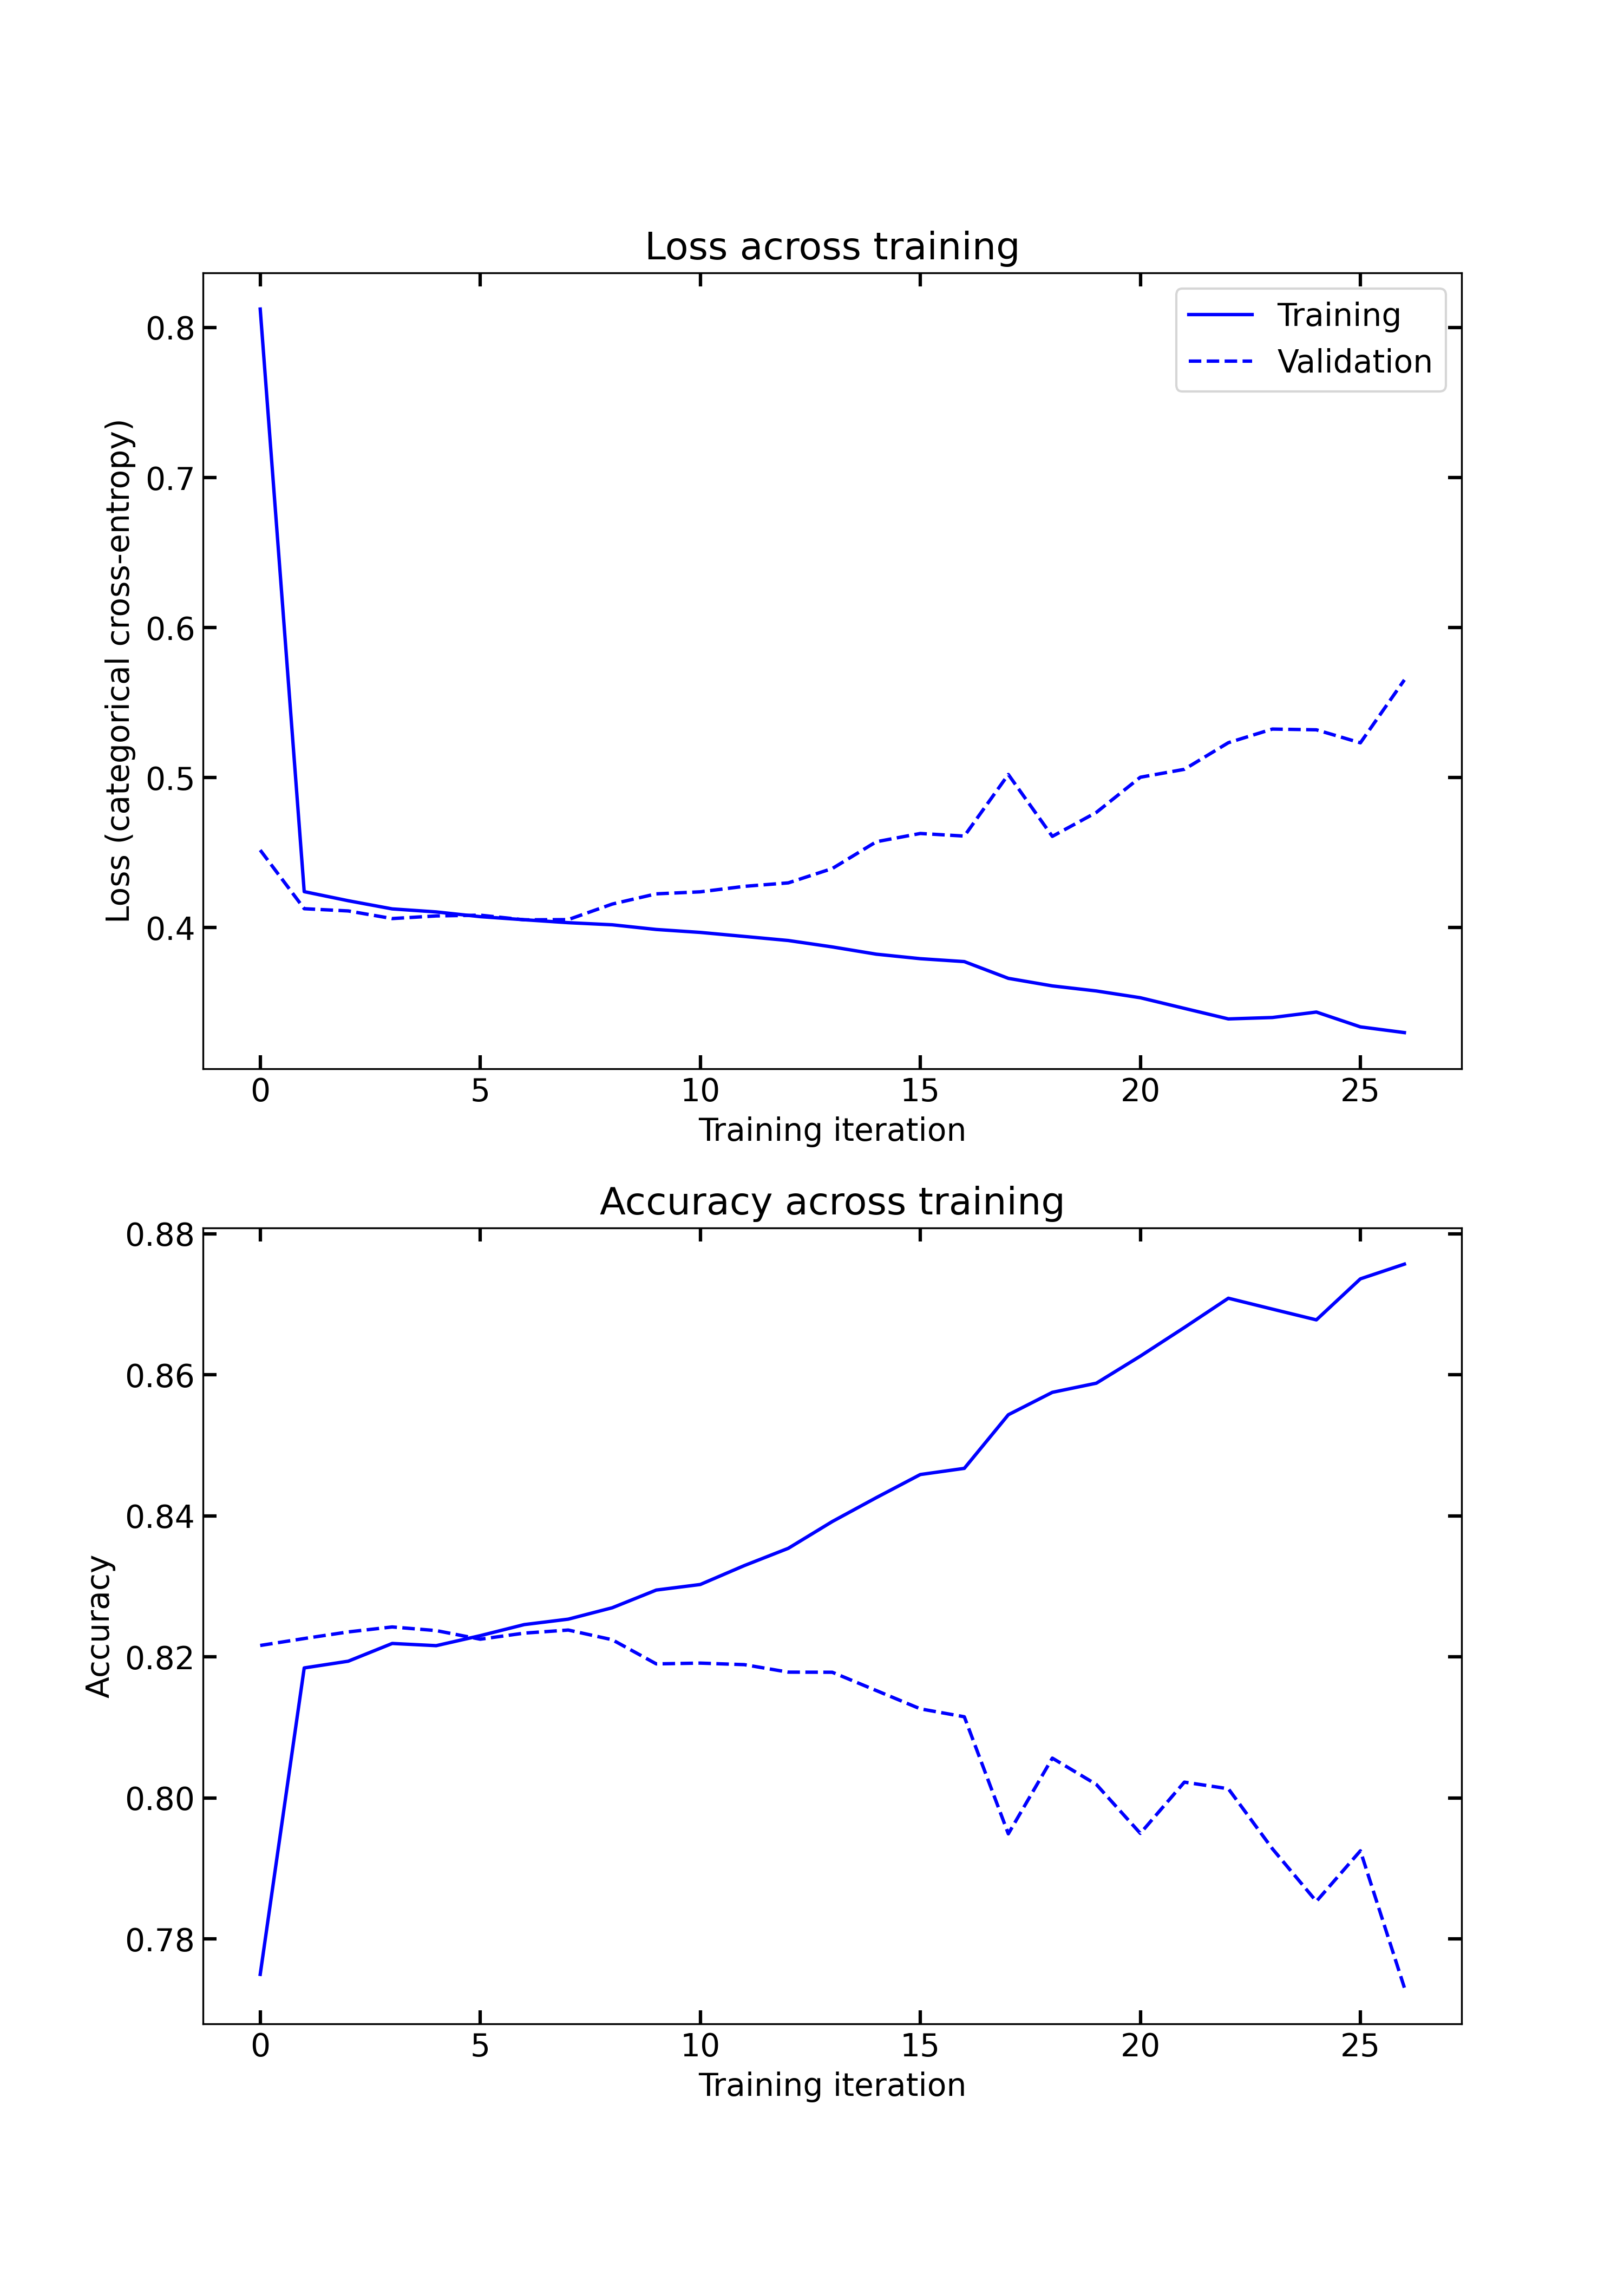 Loss across training
Training
Validation
0.8
0.7
0.6
0.5
0.4
Loss (categorical cross-entropy)
0 5 10 15 20 25
Training iteration
Accuracy across training
0.88
0.86
0.84
0.82
0.80
0.78
Accuracy
0 5 10 15 20 25
Training iteration